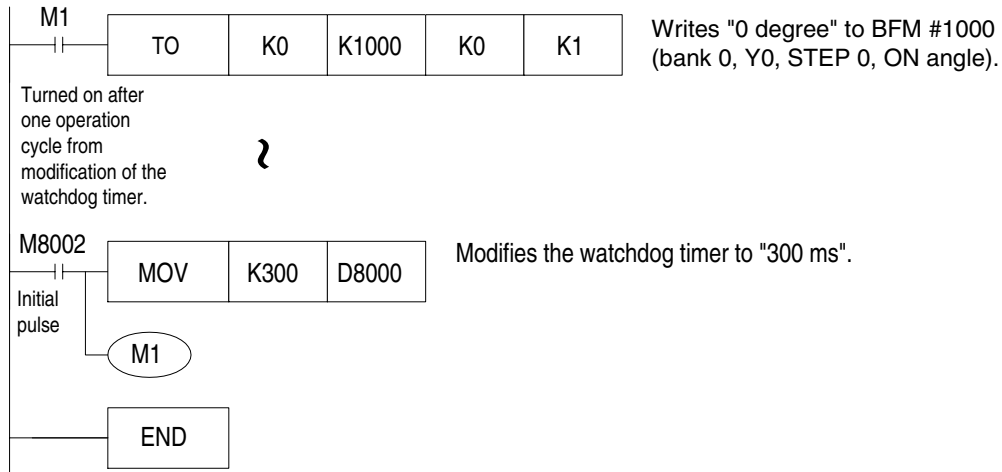 M1
TO K0 K1000 K0 K1
Writes "0 degree" to BFM #1000
(bank 0, Y0, STEP 0, ON angle).
Turned on after
one operation
cycle from
modification of the
watchdog timer.
M8002
MOV K300 D8000
Modifies the watchdog timer to "300 ms".
Initial
pulse
M1
END